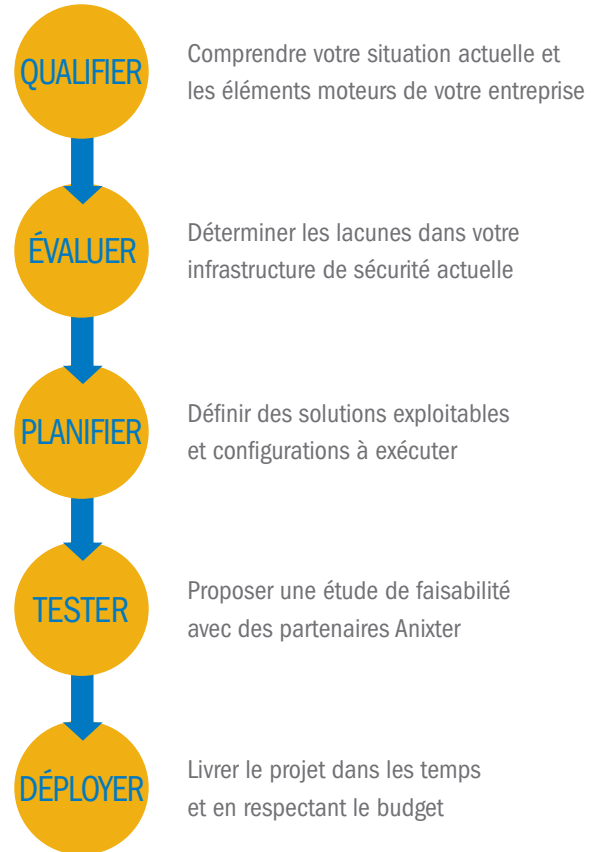 QUALIFIER
Comprendre votre situation actuelle et
les éléments moteurs de votre entreprise
ÉVALUER
Déterminer les lacunes dans votre
infrastructure de sécurité actuelle
PLANIFIER
Définir des solutions exploitables
et configurations à exécuter
TESTER
Proposer une étude de faisabilité
avec des partenaires Anixter
DÉPLOYER
Livrer le projet dans les temps
et en respectant le budget